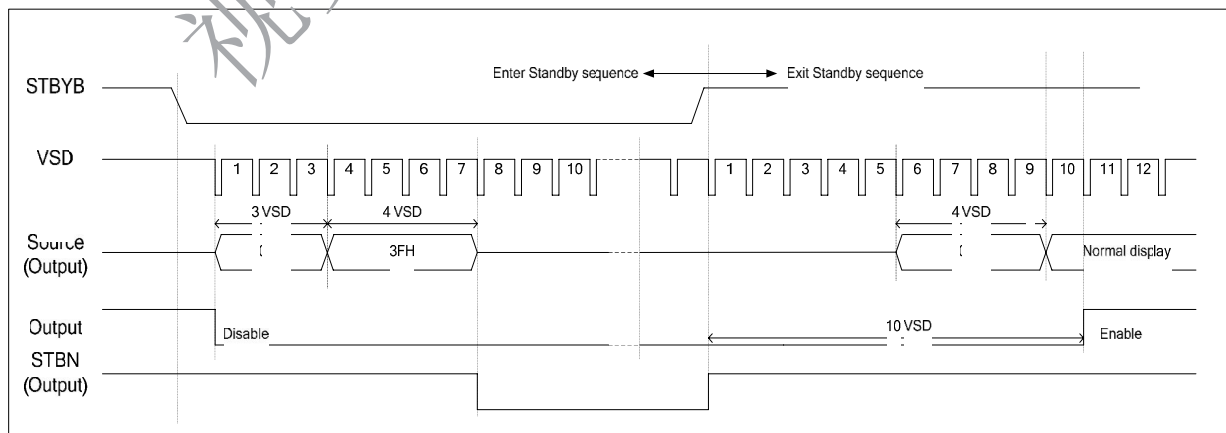 视
Enter Standby sequence Exit Standby sequence
STBYB
VSD
1 2 3 4 5 6 7 8 9 10 1 2 3 4 5 6 7 8 9 10 11 12
3 VSD 4 VSD 4 VSD
Source
(Output)
3FH Normal display
Output
Disable 10 VSD Enable
STBN
(Output)